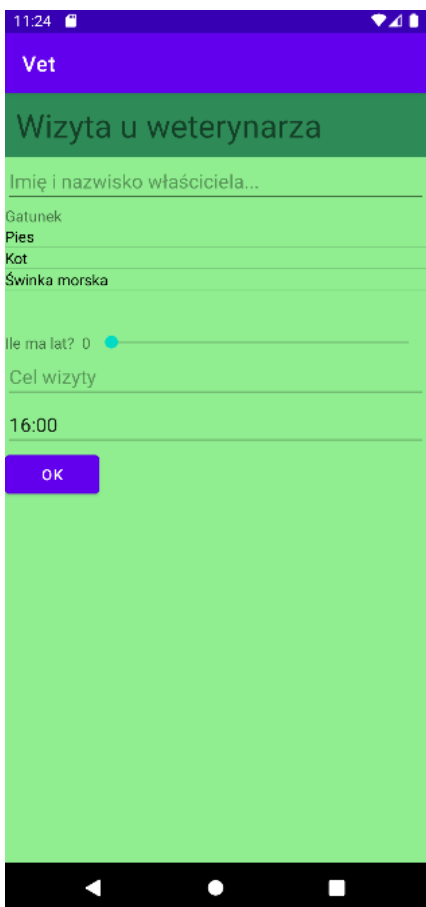 11:24
Vet
Wizyta u weterynarza
Imię i nazwisko właściciela...
Gatunek
Pies
Kot
Świnka morska
Ile ma lat? 0
Cel wizyty
16:00
OK